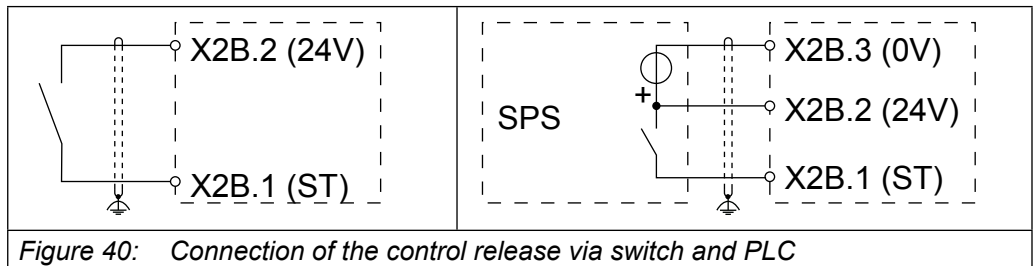 X2B.2 (24V)
X2B.1 (ST)
SPS
+
X2B.3 (0V)
X2B.2 (24V)
X2B.1 (ST)
Figure 40: Connection of the control release via switch and PLC